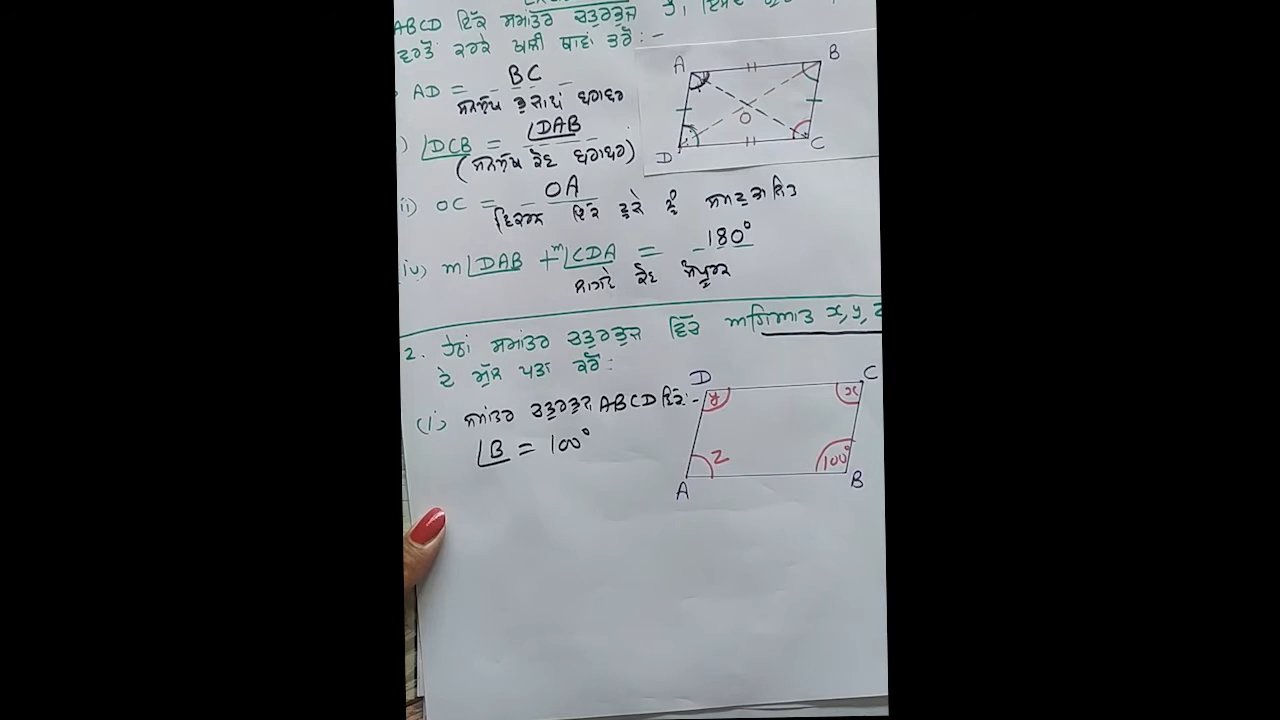 ABCD ਇੱਕ ਸਮਾਂਤਰ ਚਤੁਰਭੁਜ ਹੈ।
ਵਰਤੋਂ ਕਰਕੇ ਖਾਲੀ ਥਾਵਾਂ ਭਰੋ:-
AD = BC
ਸਨਮੁੱਖ ਭੁਜਾਵਾਂ ਬਰਾਬਰ
) ∠DCB = ∠DAB
(ਸਨਮੁੱਖ ਕੋਣ ਬਰਾਬਰ)
ii) OC = OA
ਵਿਕਰਨ ਇੱਕ ਦੂਜੇ ਨੂੰ ਸਮਦੁਭਾਜਿਤ
iv) m∠DAB + m∠CDA = 180°
ਲਾਗਵੇਂ ਕੋਣ ਸੰਪੂਰਕ
A B
O
D C
2. ਹੇਠਾਂ ਸਮਾਂਤਰ ਚਤੁਰਭੁਜ ਵਿੱਚ ਅਗਿਆਤ x, y, z
ਦੇ ਮੁੱਲ ਪਤਾ ਕਰੋ:
(i) ਸਮਾਂਤਰ ਚਤੁਰਭੁਜ ABCD ਵਿੱਚ:-
∠B = 100°
D C
y x
z 100°
A B